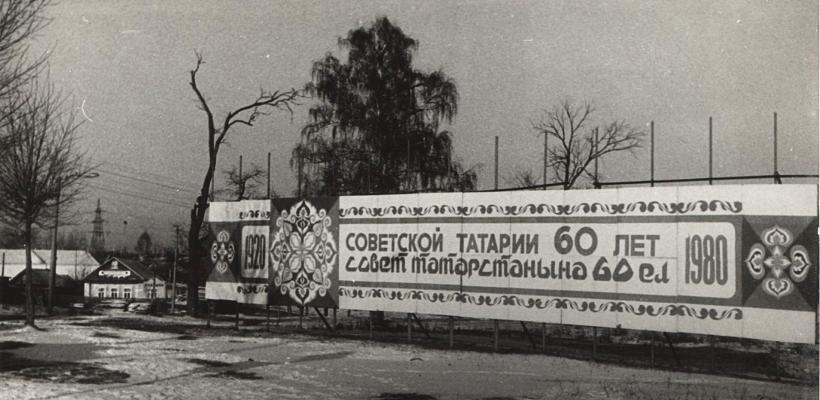 1920
СОВЕТСКОЙ ТАТАРИИ 60 ЛЕТ
совет татарстанына 60 ел
1980